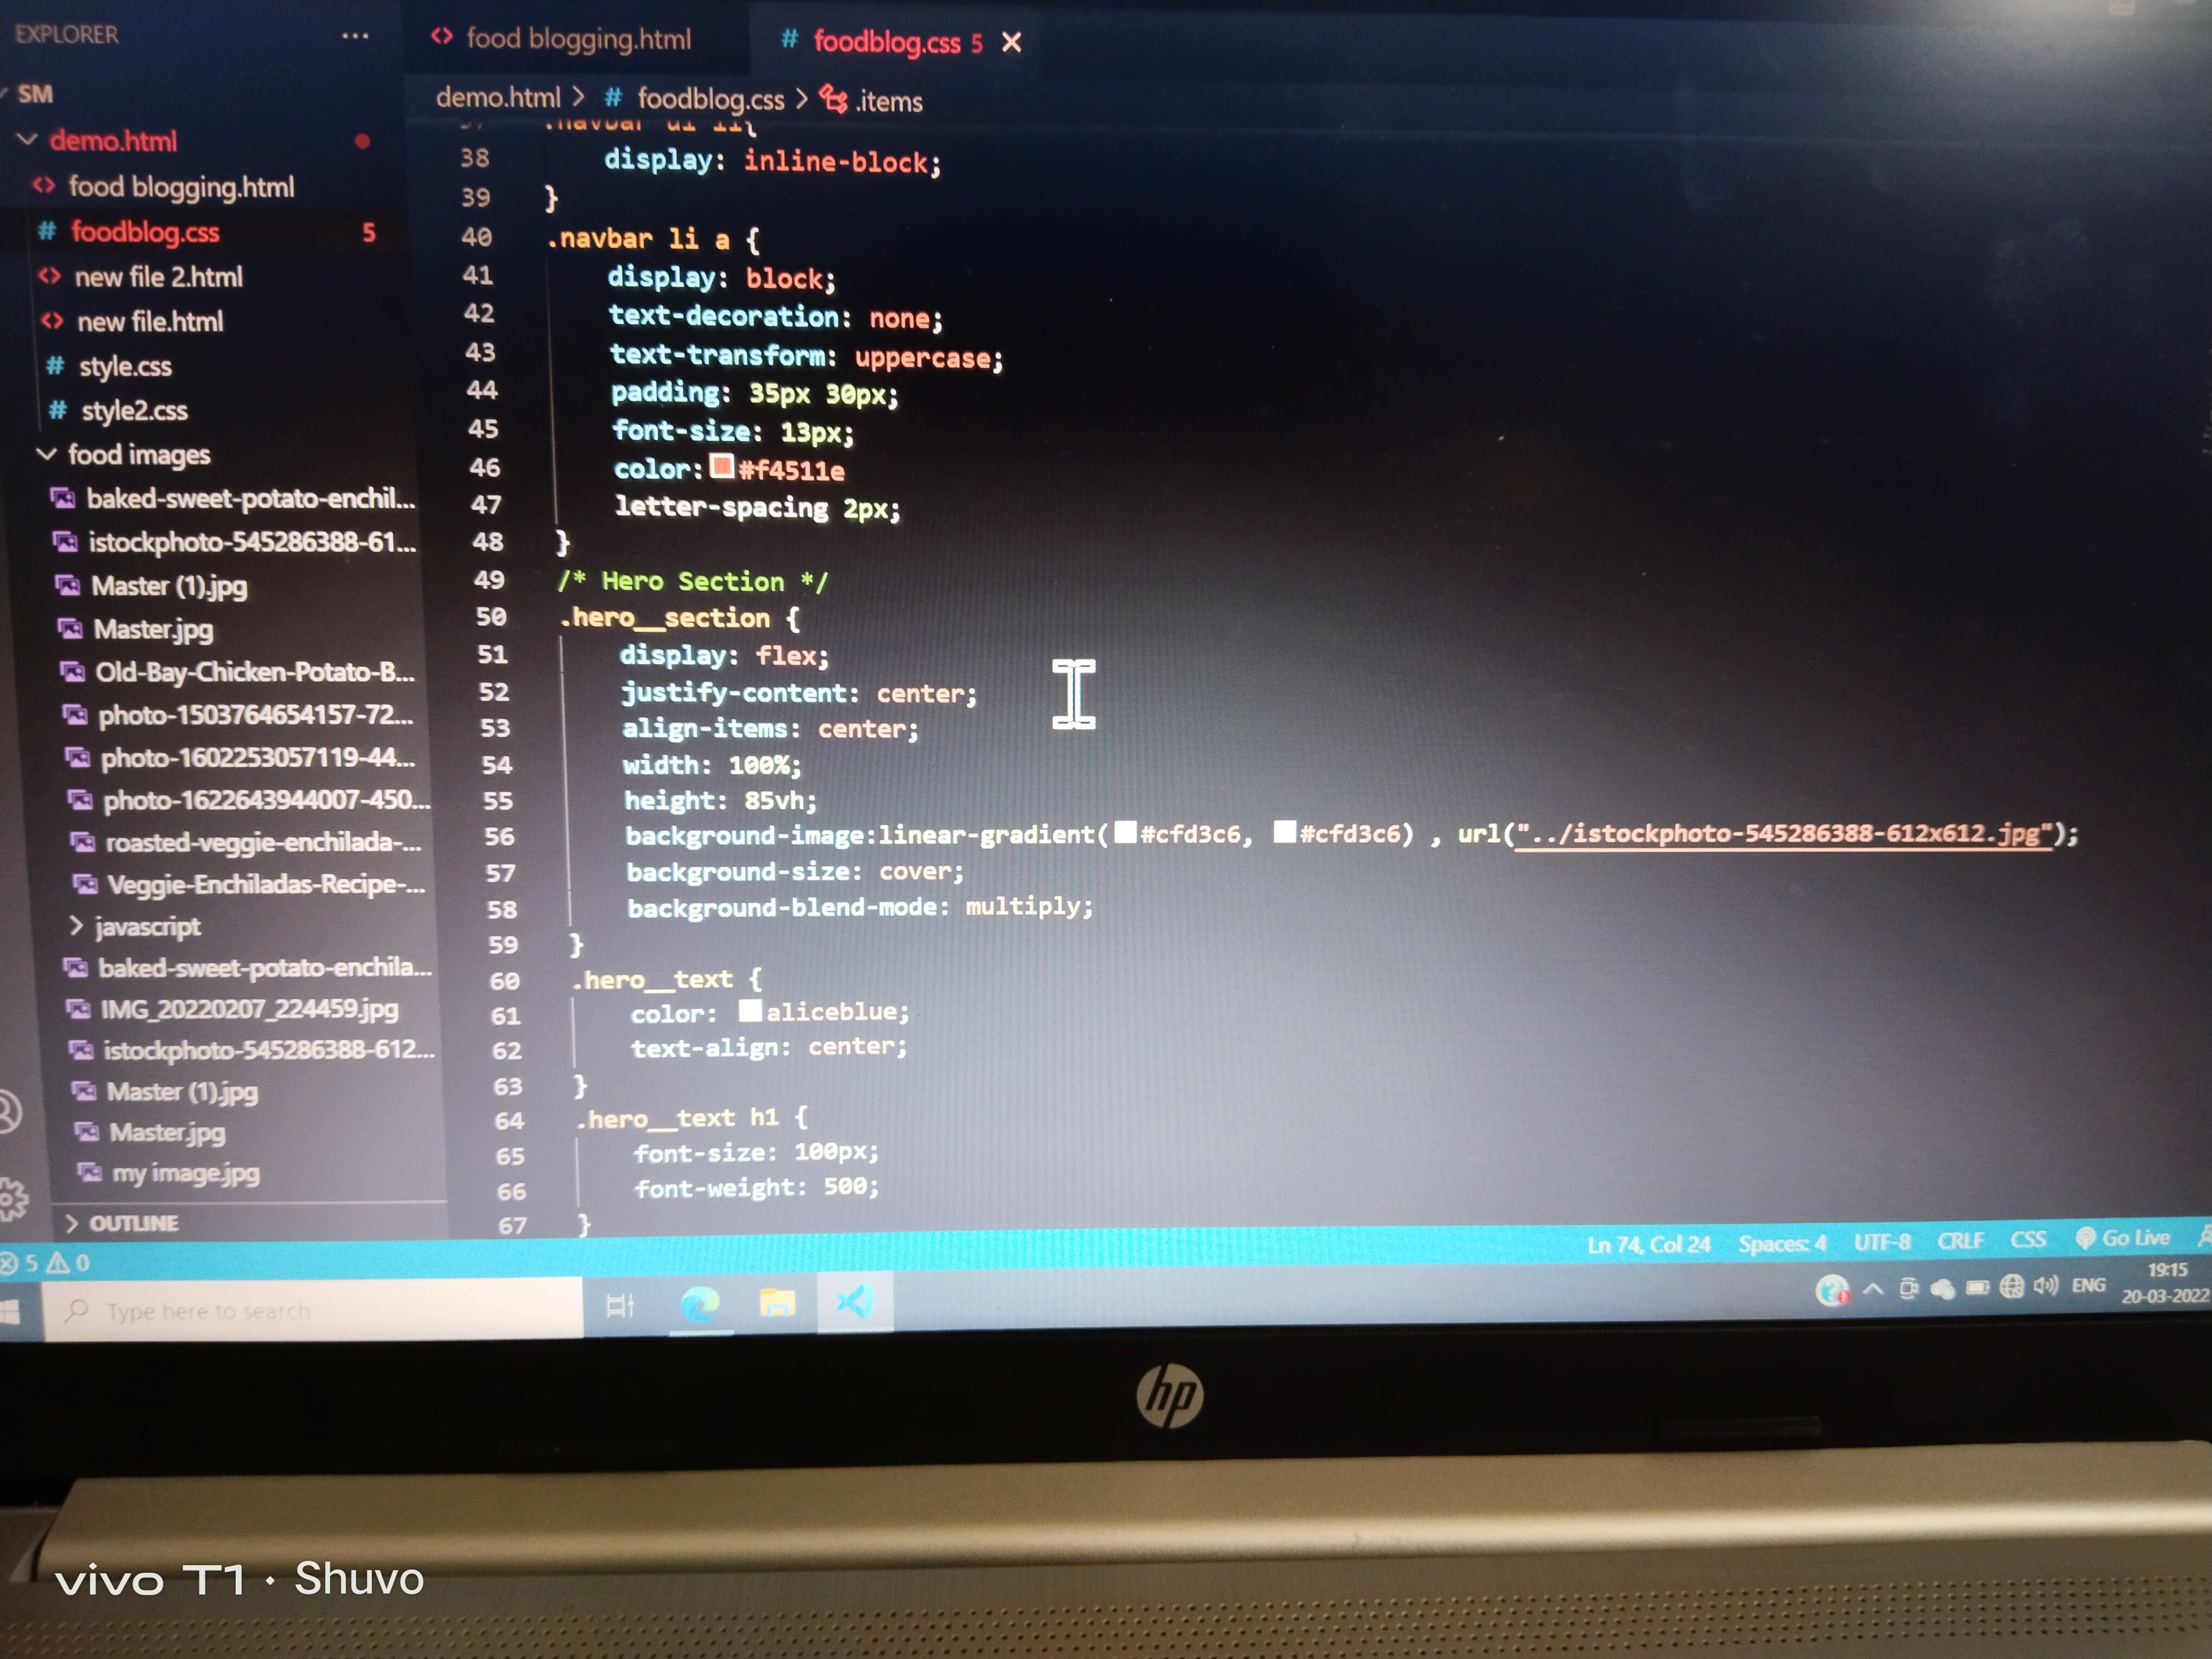 EXPLORER ...
SM
demo.html
food blogging.html
foodblog.css 5
new file 2.html
new file.html
style.css
style2.css
food images
baked-sweet-potato-enchil...
istockphoto-545286388-61...
Master (1).jpg
Master.jpg
Old-Bay-Chicken-Potato-B...
photo-1503764654157-72...
photo-1602253057119-44...
photo-1622643944007-450...
roasted-veggie-enchilada-...
Veggie-Enchiladas-Recipe-...
javascript
baked-sweet-potato-enchila...
IMG_20220207_224459.jpg
istockphoto-545286388-612...
Master (1).jpg
Master.jpg
my image.jpg
OUTLINE
food blogging.html
# foodblog.css 5 ×
demo.html > # foodblog.css > .items
37 .navbar ul li{
38 display: inline-block;
39 }
40 .navbar li a {
41 display: block;
42 text-decoration: none;
43 text-transform: uppercase;
44 padding: 35px 30px;
45 font-size: 13px;
46 color: #f4511e
47 letter-spacing 2px;
48 }
49 /* Hero Section */
50 .hero__section {
51 display: flex;
52 justify-content: center;
53 align-items: center;
54 width: 100%;
55 height: 85vh;
56 background-image:linear-gradient( #cfd3c6, #cfd3c6) , url("../istockphoto-545286388-612x612.jpg");
57 background-size: cover;
58 background-blend-mode: multiply;
59 }
60 .hero__text {
61 color: aliceblue;
62 text-align: center;
63 }
64 .hero__text h1 {
65 font-size: 100px;
66 font-weight: 500;
67 }
5 0
Ln 74, Col 24 Spaces: 4 UTF-8 CRLF CSS Go Live
Type here to search
ENG
19:15
20-03-2022
hp
vivo T1 · Shuvo